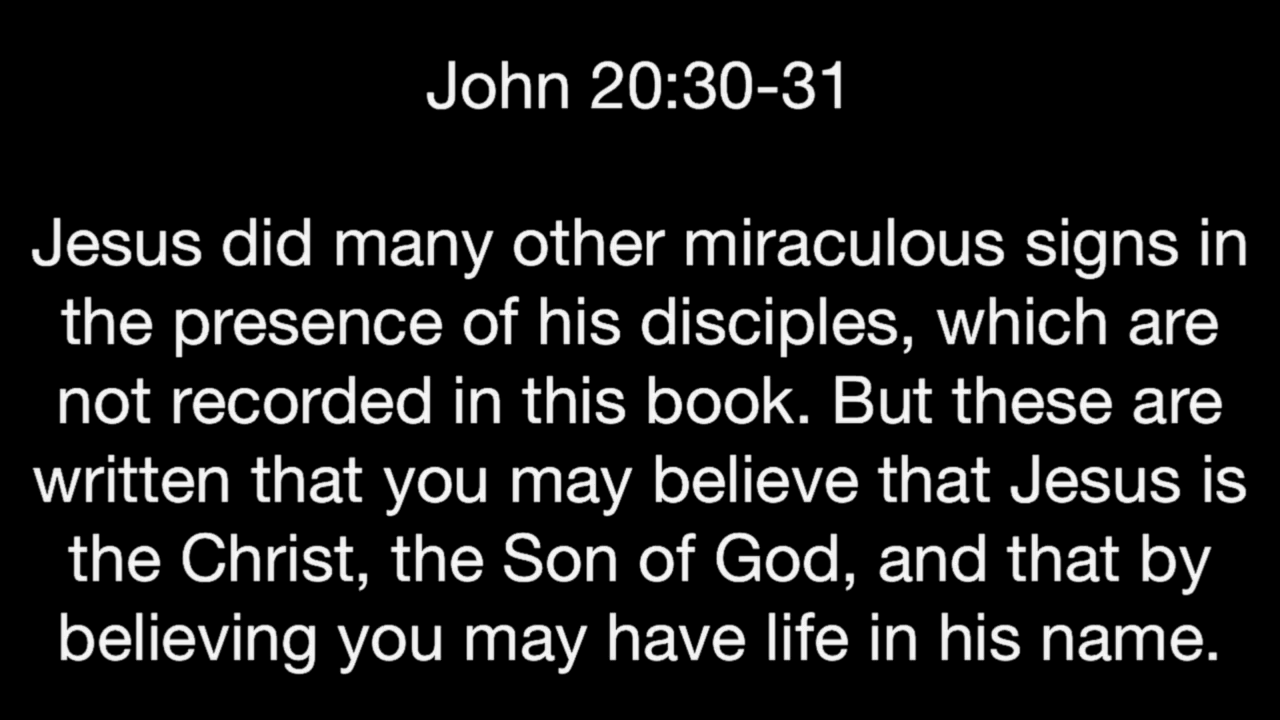 John 20:30-31
Jesus did many other miraculous signs in
the presence of his disciples, which are
not recorded in this book. But these are
written that you may believe that Jesus is
the Christ, the Son of God, and that by
believing you may have life in his name.